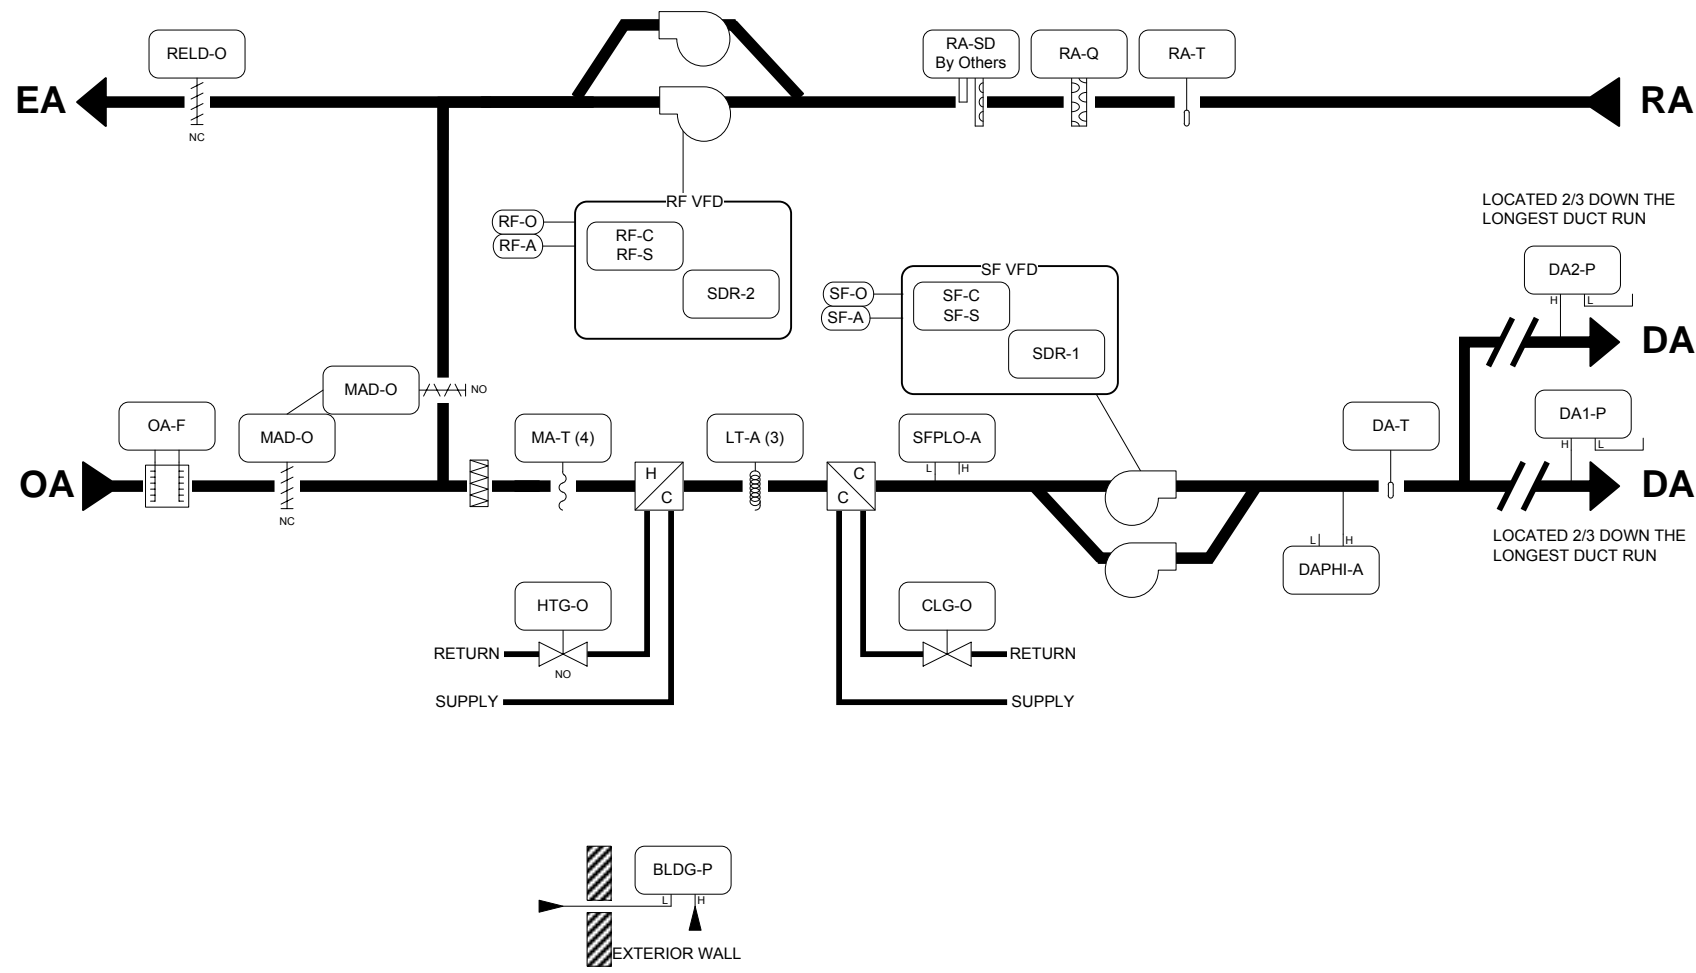 RELD-O
RA-SD
By Others
RA-Q
RA-T
EA
RA
NC
LOCATED 2/3 DOWN THE
LONGEST DUCT RUN
RF VFD
RF-O
RF-A
RF-C
RF-S
SDR-2
DA2-P
H
L
SF VFD
SF-O
SF-A
SF-C
SF-S
SDR-1
DA
MAD-O
NO
OA-F
MAD-O
MA-T (4)
LT-A (3)
SFPLO-A
L
H
DA-T
DA1-P
H
L
OA
H
C
C
C
DA
NC
LOCATED 2/3 DOWN THE
LONGEST DUCT RUN
L
H
DAPHI-A
HTG-O
CLG-O
RETURN
NO
RETURN
SUPPLY
SUPPLY
BLDG-P
L
H
EXTERIOR WALL